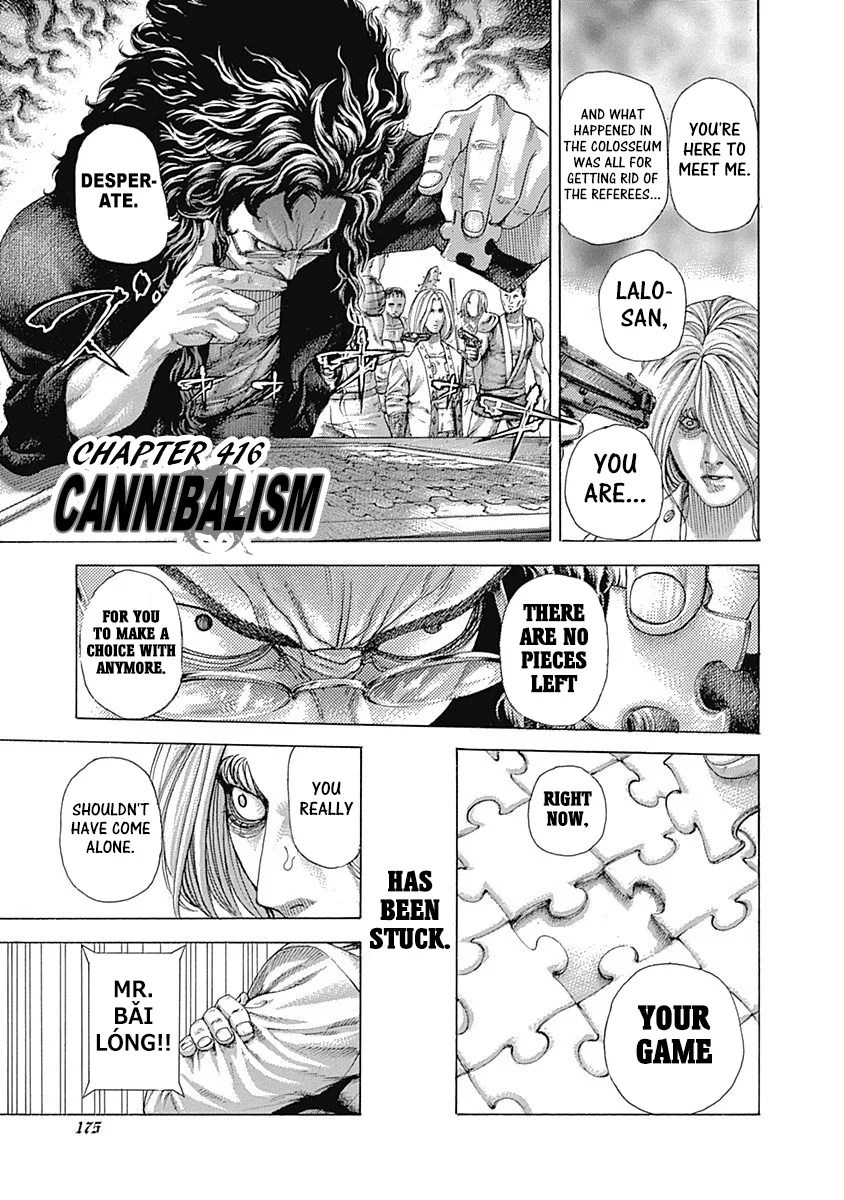 YOU'RE
HERE TO
MEET ME.
AND WHAT
HAPPENED IN
THE COLOSSEUM
WAS ALL FOR
GETTING RID OF
THE REFEREES...
LALO-
SAN,
YOU
ARE...
DESPER-
ATE.
CHAPTER 416
CANNIBALISM
THERE
ARE NO
PIECES
LEFT
FOR YOU
TO MAKE A
CHOICE WITH
ANYMORE.
RIGHT
NOW,
YOUR
GAME
HAS
BEEN
STUCK.
YOU
REALLY
SHOULDN'T
HAVE COME
ALONE.
MR.
BǍI
LÓNG!!
175